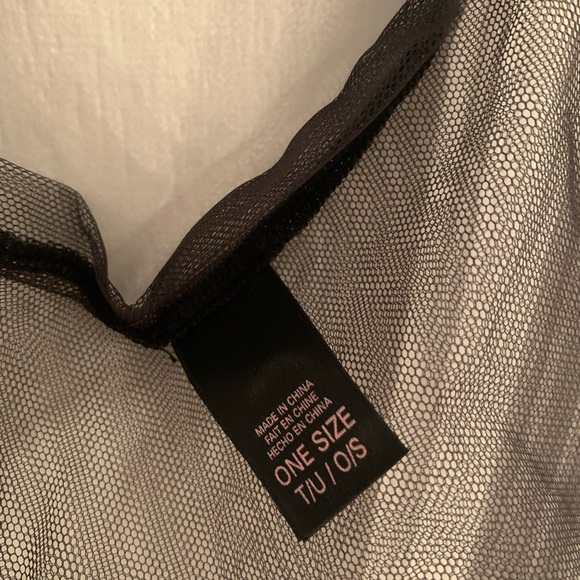 MADE IN CHINA
FAIT EN CHINE
HECHO EN CHINA
ONE SIZE
T/U / O/S